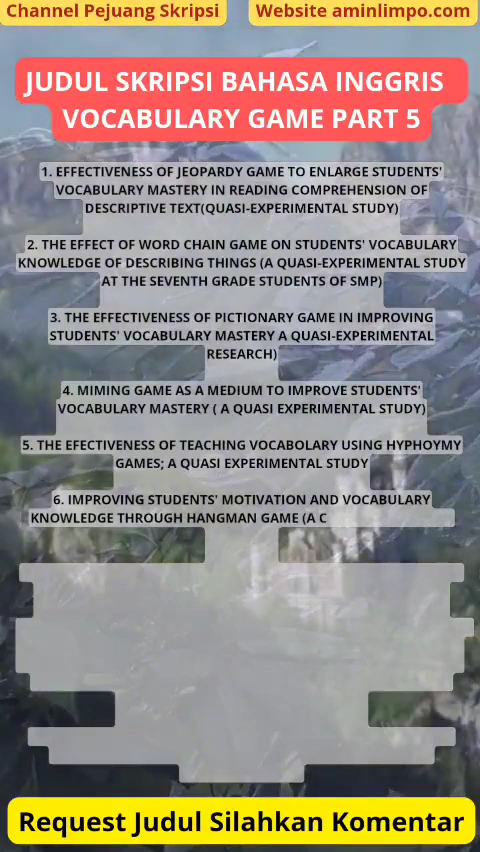 Channel Pejuang Skripsi
Website aminlimpo.com
JUDUL SKRIPSI BAHASA INGGRIS
VOCABULARY GAME PART 5
1. EFFECTIVENESS OF JEOPARDY GAME TO ENLARGE STUDENTS'
VOCABULARY MASTERY IN READING COMPREHENSION OF
DESCRIPTIVE TEXT(QUASI-EXPERIMENTAL STUDY)
2. THE EFFECT OF WORD CHAIN GAME ON STUDENTS' VOCABULARY
KNOWLEDGE OF DESCRIBING THINGS (A QUASI-EXPERIMENTAL STUDY
AT THE SEVENTH GRADE STUDENTS OF SMP)
3. THE EFFECTIVENESS OF PICTIONARY GAME IN IMPROVING
STUDENTS' VOCABULARY MASTERY A QUASI-EXPERIMENTAL
RESEARCH)
4. MIMING GAME AS A MEDIUM TO IMPROVE STUDENTS'
VOCABULARY MASTERY ( A QUASI EXPERIMENTAL STUDY)
5. THE EFECTIVENESS OF TEACHING VOCABOLARY USING HYPHOYMY
GAMES; A QUASI EXPERIMENTAL STUDY
6. IMPROVING STUDENTS' MOTIVATION AND VOCABULARY
KNOWLEDGE THROUGH HANGMAN GAME (A C
Request Judul Silahkan Komentar